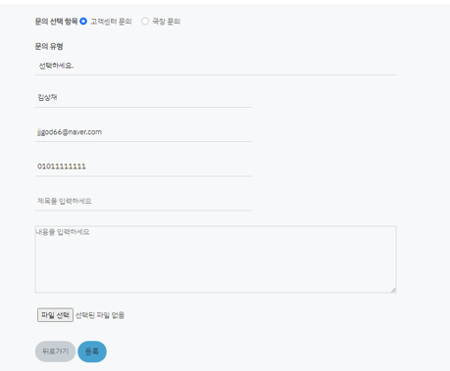 문의 선택 항목 고객센터 문의 극장 문의
문의 유형
선택하세요.
김상재
jjgod66@naver.com
01011111111
제목을 입력하세요
내용을 입력하세요
파일 선택 선택된 파일 없음
뒤로가기 등록